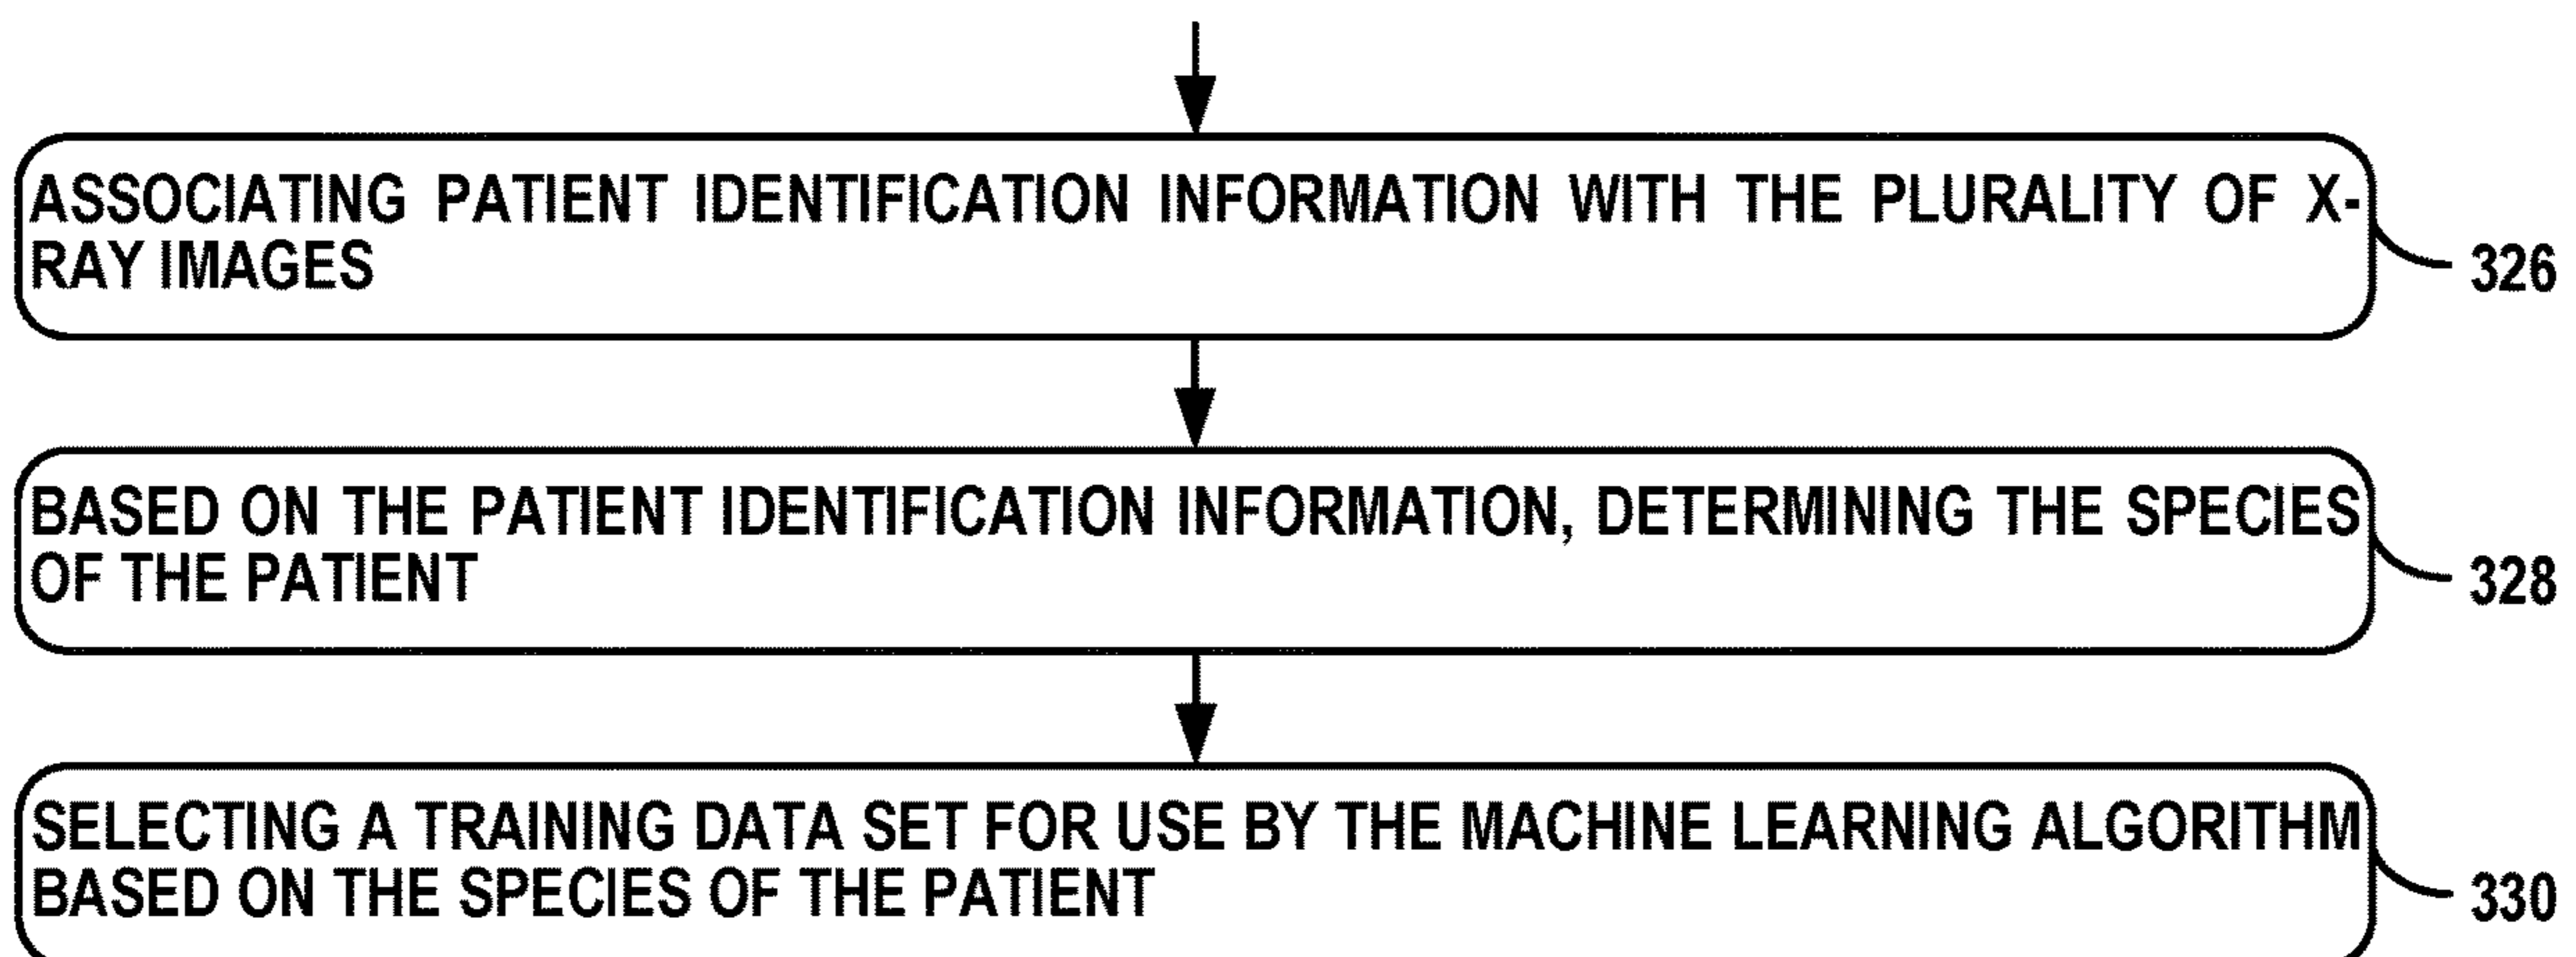 ASSOCIATING PATIENT IDENTIFICATION INFORMATION WITH THE PLURALITY OF X-
RAY IMAGES
326
BASED ON THE PATIENT IDENTIFICATION INFORMATION, DETERMINING THE SPECIES
OF THE PATIENT
328
SELECTING A TRAINING DATA SET FOR USE BY THE MACHINE LEARNING ALGORITHM
BASED ON THE SPECIES OF THE PATIENT
330